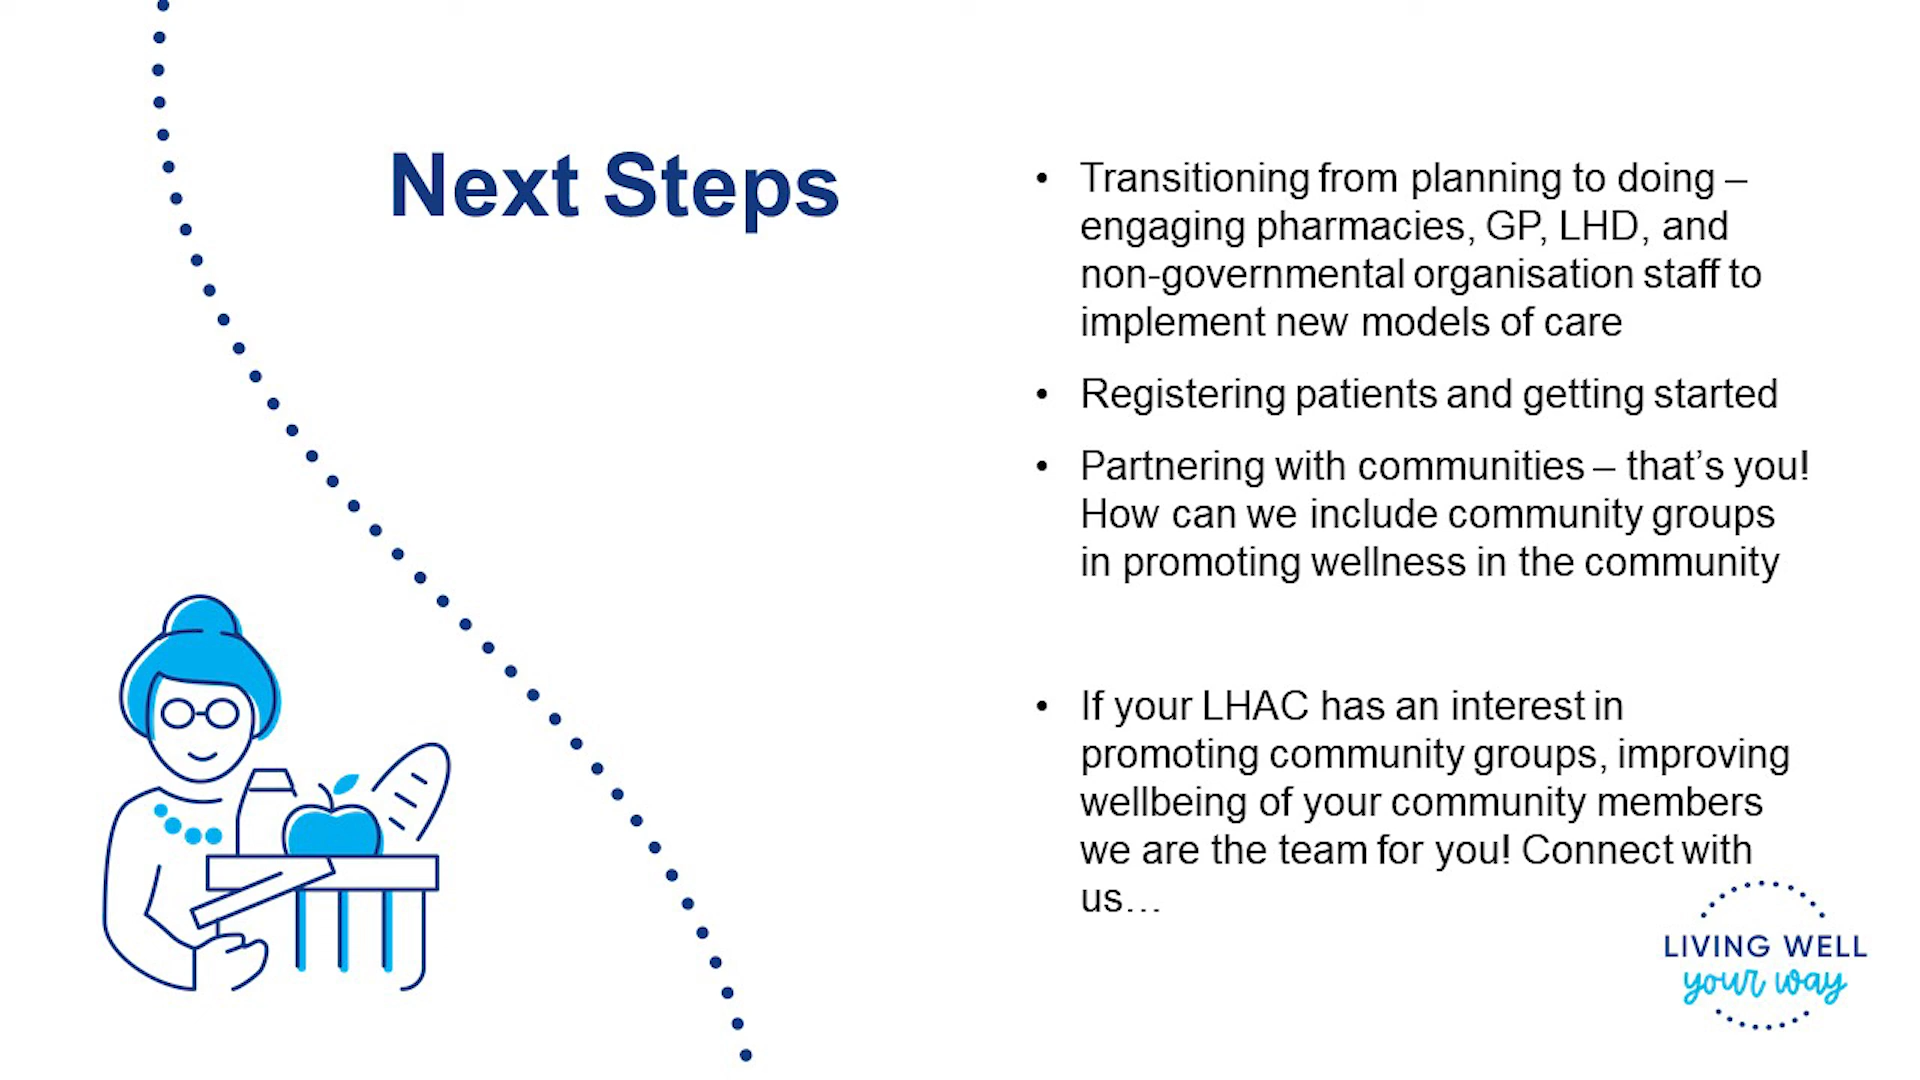 Next Steps
• Transitioning from planning to doing –
engaging pharmacies, GP, LHD, and
non-governmental organisation staff to
implement new models of care
• Registering patients and getting started
• Partnering with communities – that’s you!
How can we include community groups
in promoting wellness in the community
• If your LHAC has an interest in
promoting community groups, improving
wellbeing of your community members
we are the team for you! Connect with
us…
LIVING WELL
your way